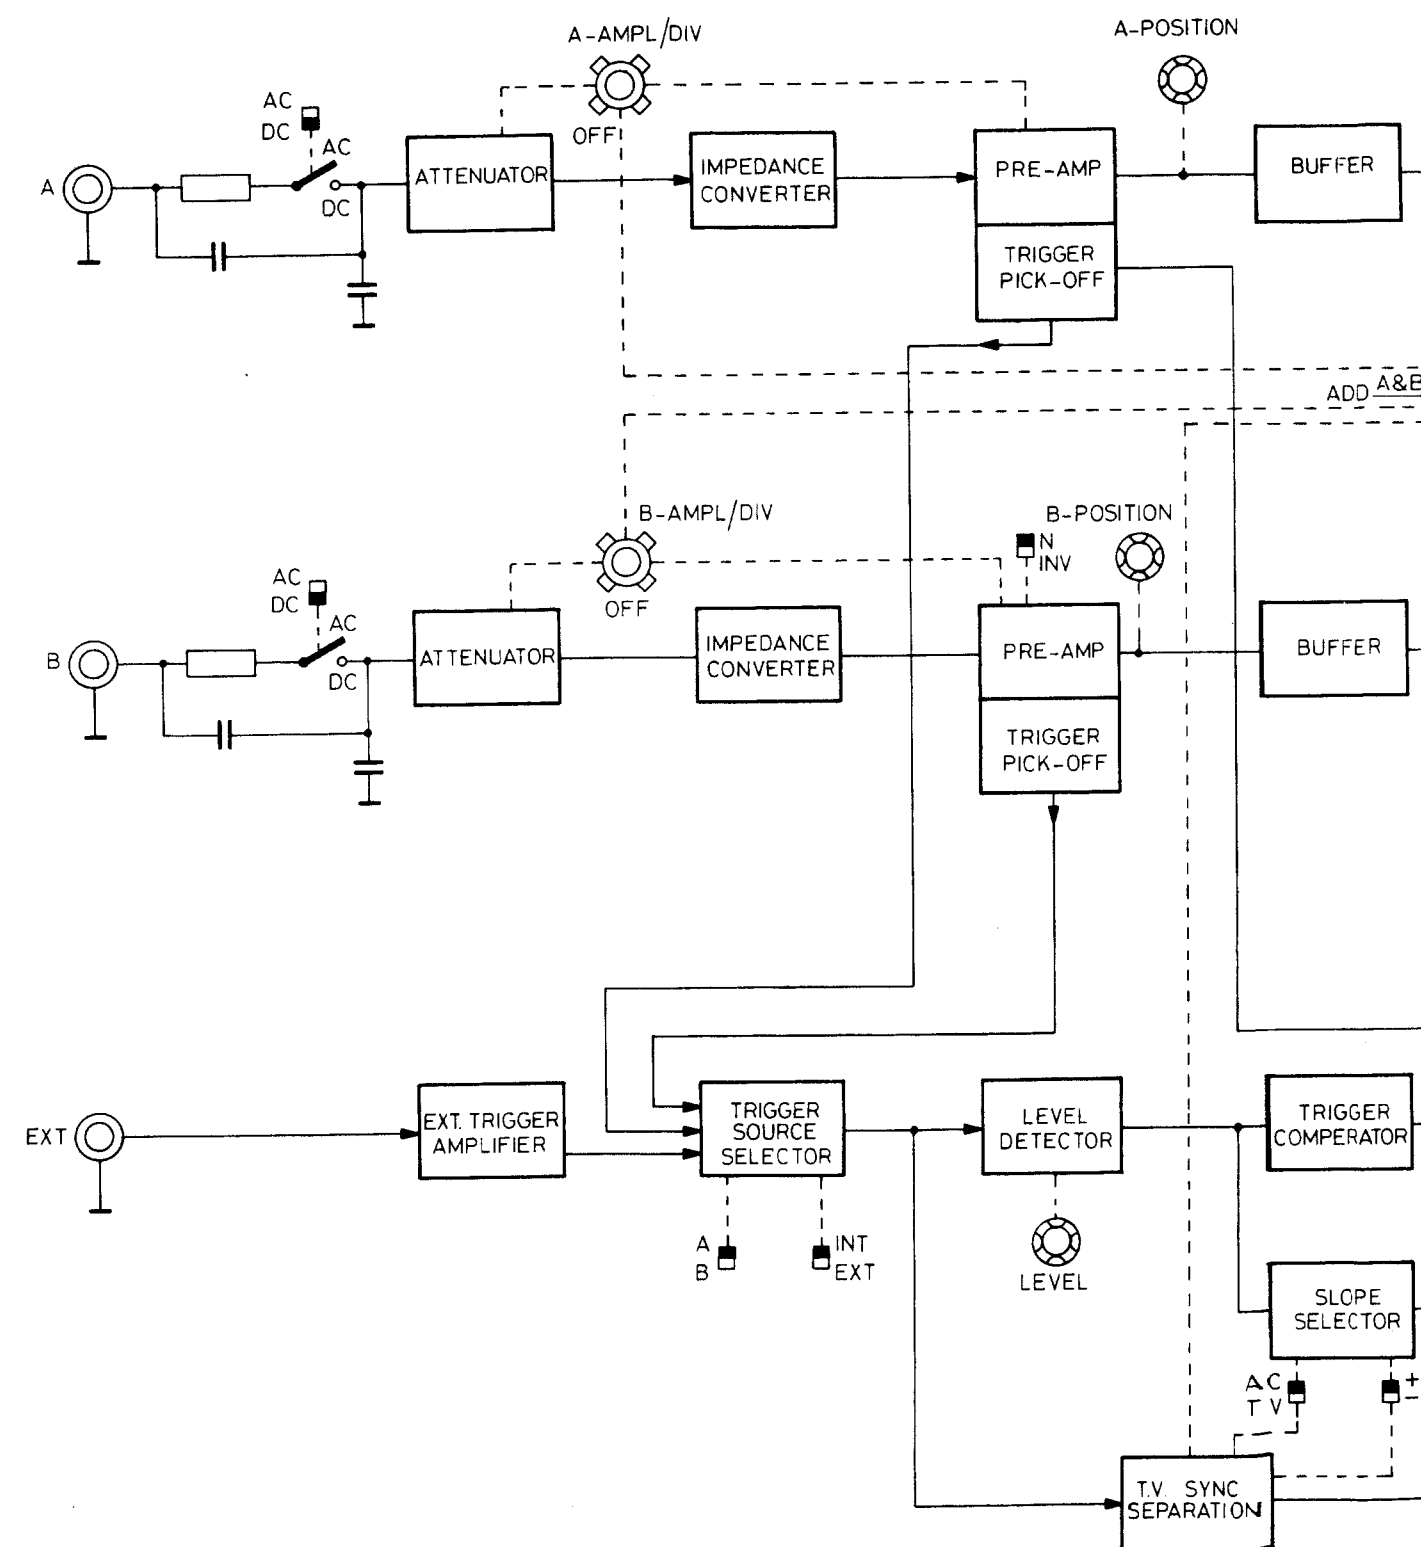 A-AMPL/DIV
A-POSITION
AC
DC
AC
OFF
A
DC
ATTENUATOR
IMPEDANCE
CONVERTER
PRE-AMP
BUFFER
TRIGGER
PICK-OFF
ADD A&B
B-AMPL/DIV
B-POSITION
N
INV
AC
DC
AC
OFF
B
DC
ATTENUATOR
IMPEDANCE
CONVERTER
PRE-AMP
BUFFER
TRIGGER
PICK-OFF
EXT
EXT. TRIGGER
AMPLIFIER
TRIGGER
SOURCE
SELECTOR
LEVEL
DETECTOR
TRIGGER
COMPERATOR
A
B
INT
EXT
LEVEL
SLOPE
SELECTOR
AC
TV
+
-
T.V. SYNC
SEPARATION